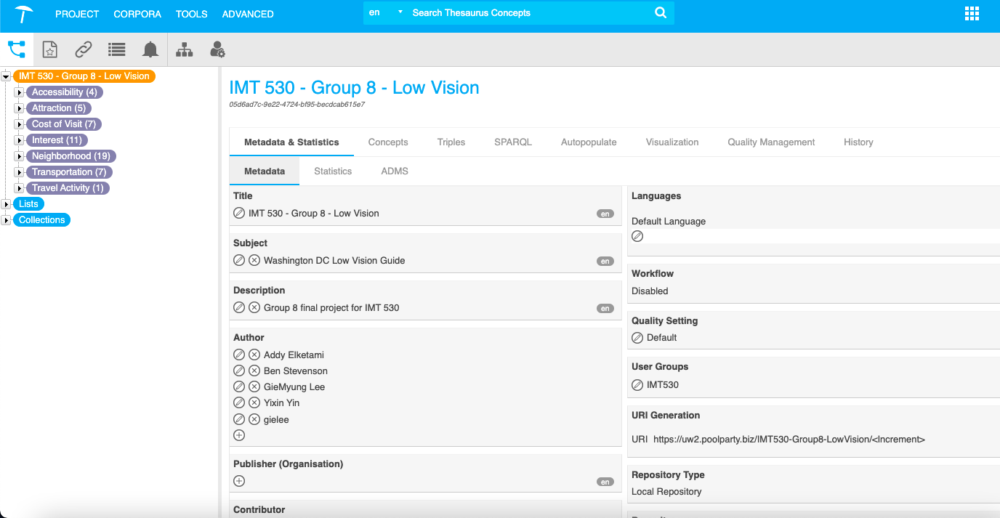 PROJECT CORPORA TOOLS ADVANCED en Search Thesaurus Concepts
IMT 530 - Group 8 - Low Vision
Accessibility (4)
Attraction (5)
Cost of Visit (7)
Interest (11)
Neighborhood (19)
Transportation (7)
Travel Activity (1)
Lists
Collections
IMT 530 - Group 8 - Low Vision
05d6ad7c-9e22-4724-bf95-becdcab615e7
Metadata & Statistics Concepts Triples SPARQL Autopopulate Visualization Quality Management History
Metadata Statistics ADMS
Title
IMT 530 - Group 8 - Low Vision en
Subject
Washington DC Low Vision Guide en
Description
Group 8 final project for IMT 530 en
Author
Addy Elketami
Ben Stevenson
GieMyung Lee
Yixin Yin
gielee
Publisher (Organisation)
en
Contributor
Languages
Default Language
Workflow
Disabled
Quality Setting
Default
User Groups
IMT530
URI Generation
URI https://uw2.poolparty.biz/IMT530-Group8-LowVision/<Increment>
Repository Type
Local Repository